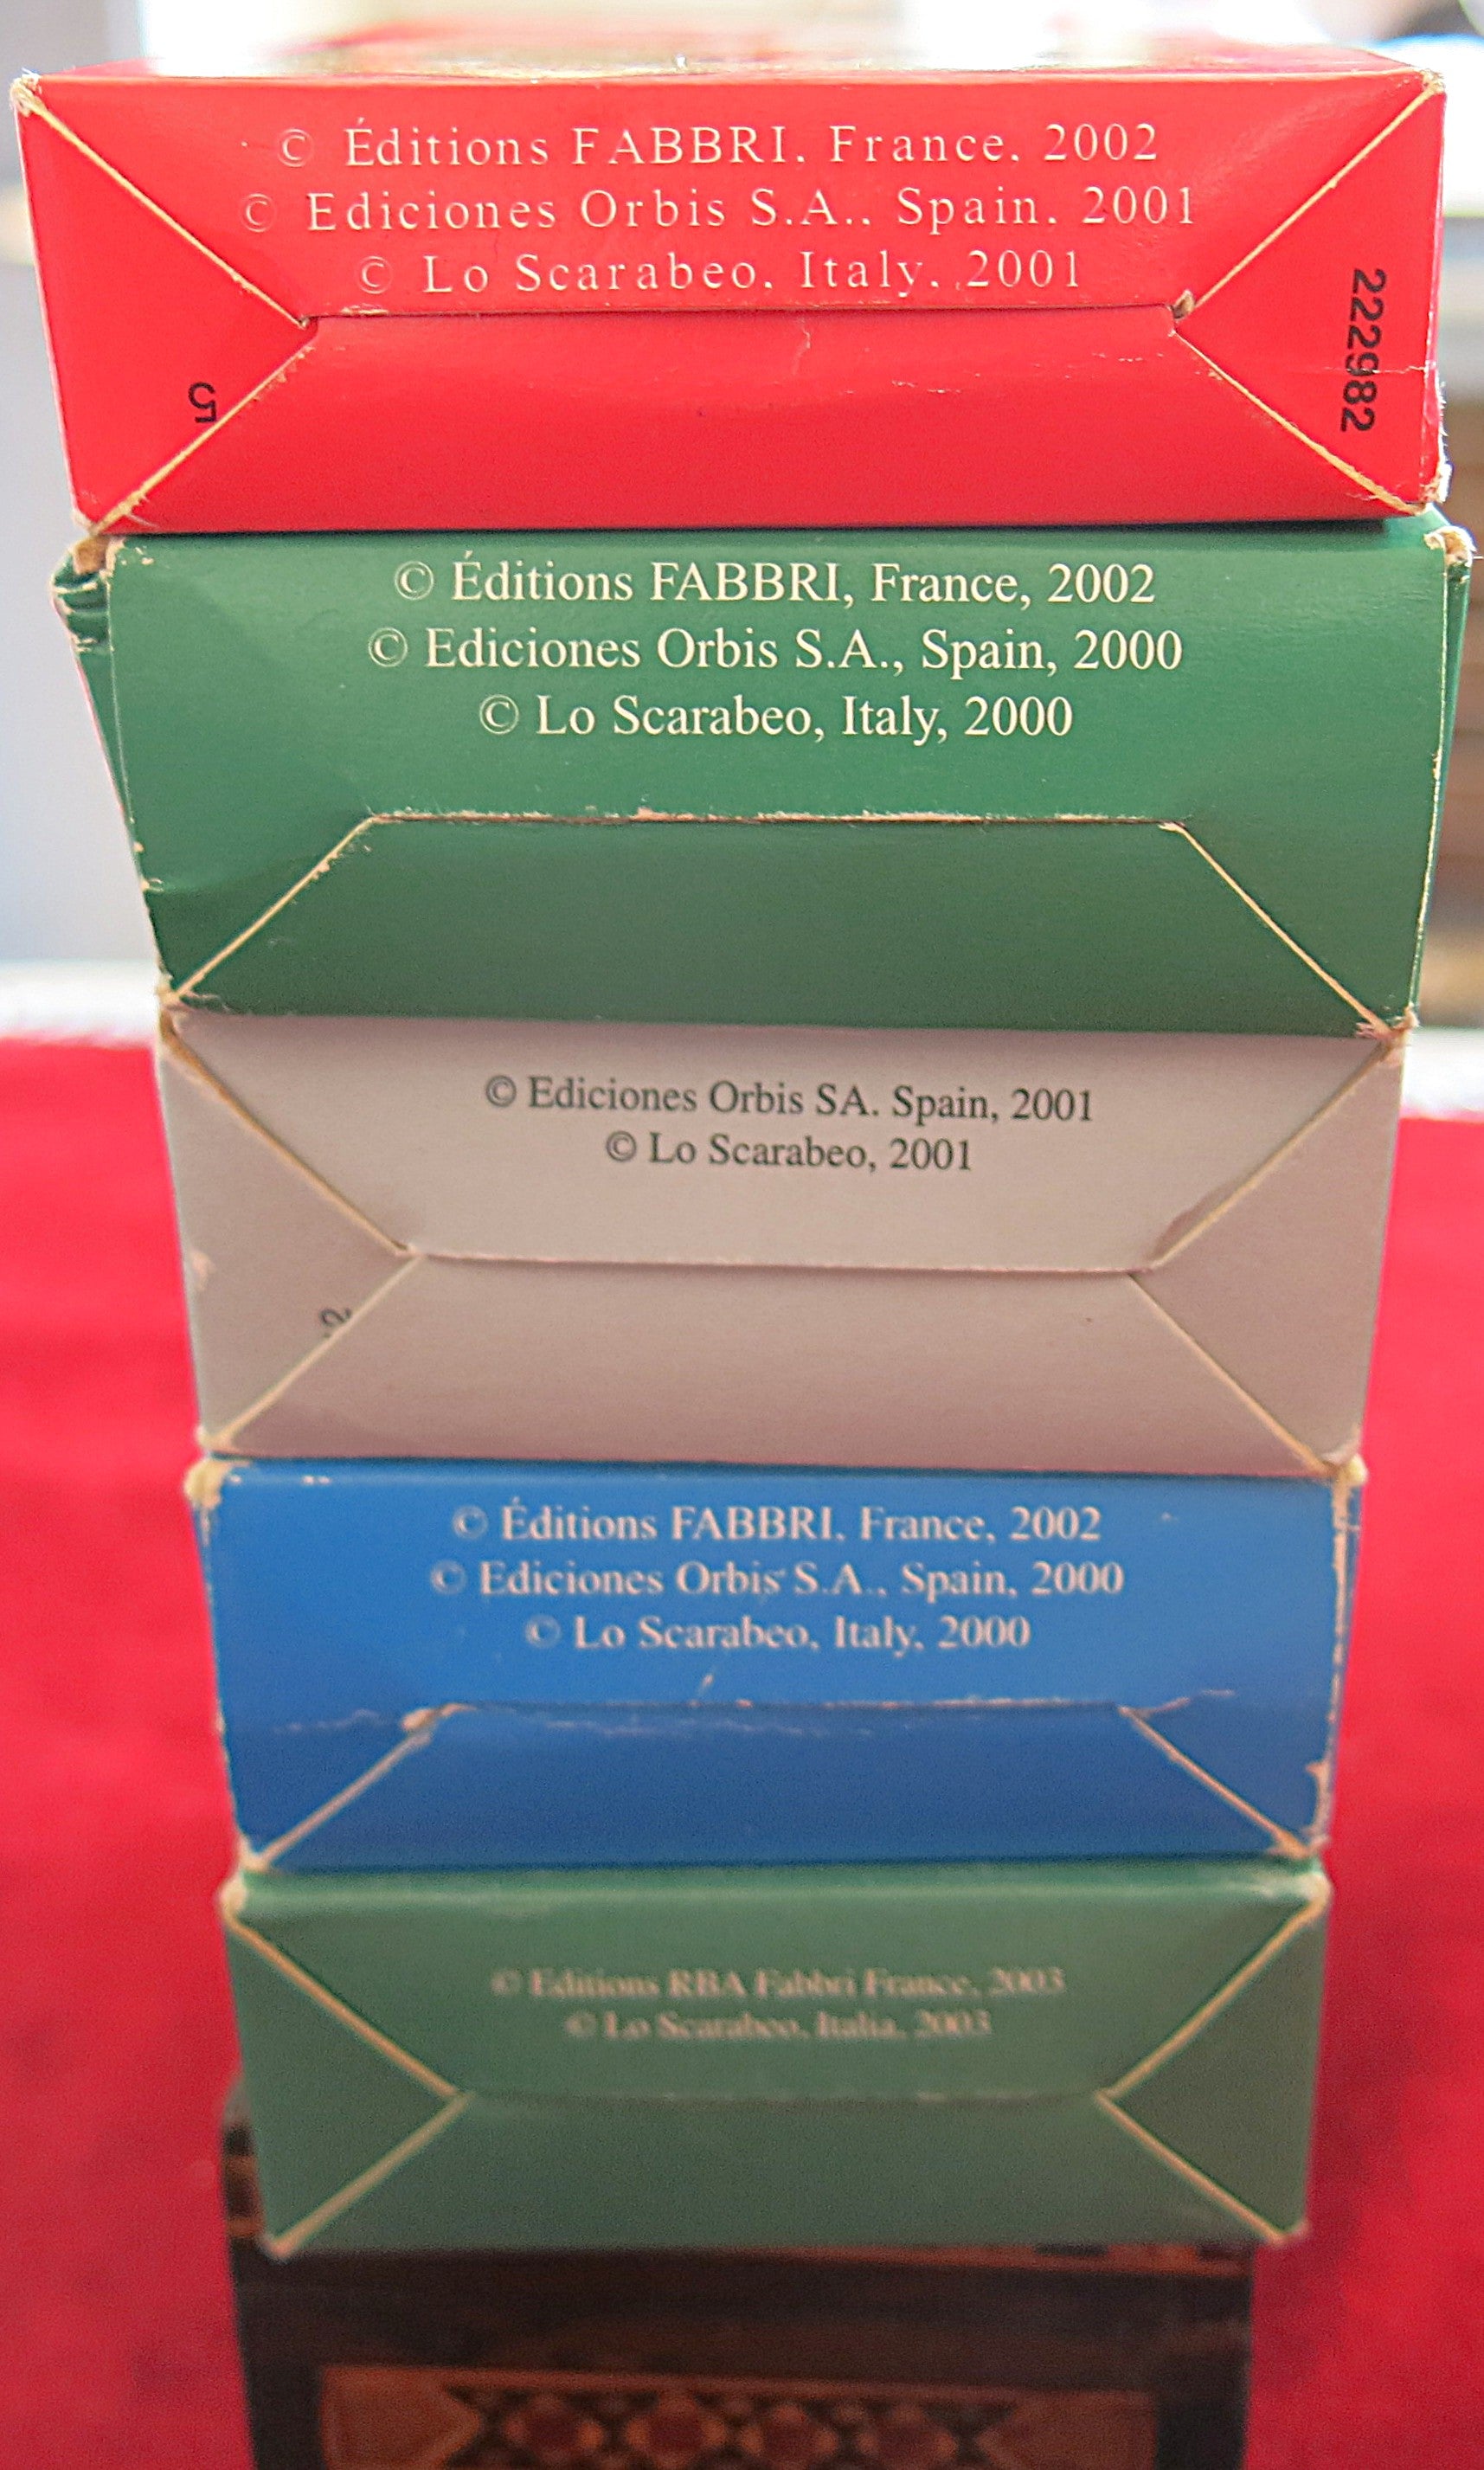 © Éditions FABBRI. France. 2002
© Ediciones Orbis S.A.. Spain. 2001
© Lo Scarabeo. Italy. 2001
5
222982
© Éditions FABBRI, France, 2002
© Ediciones Orbis S.A., Spain, 2000
© Lo Scarabeo, Italy, 2000
© Ediciones Orbis SA. Spain, 2001
© Lo Scarabeo, 2001
© Éditions FABBRI, France, 2002
© Ediciones Orbis S.A., Spain, 2000
© Lo Scarabeo, Italy, 2000
© Editions RBA Fabbri France, 2003
© Lo Scarabeo, Italia, 2003